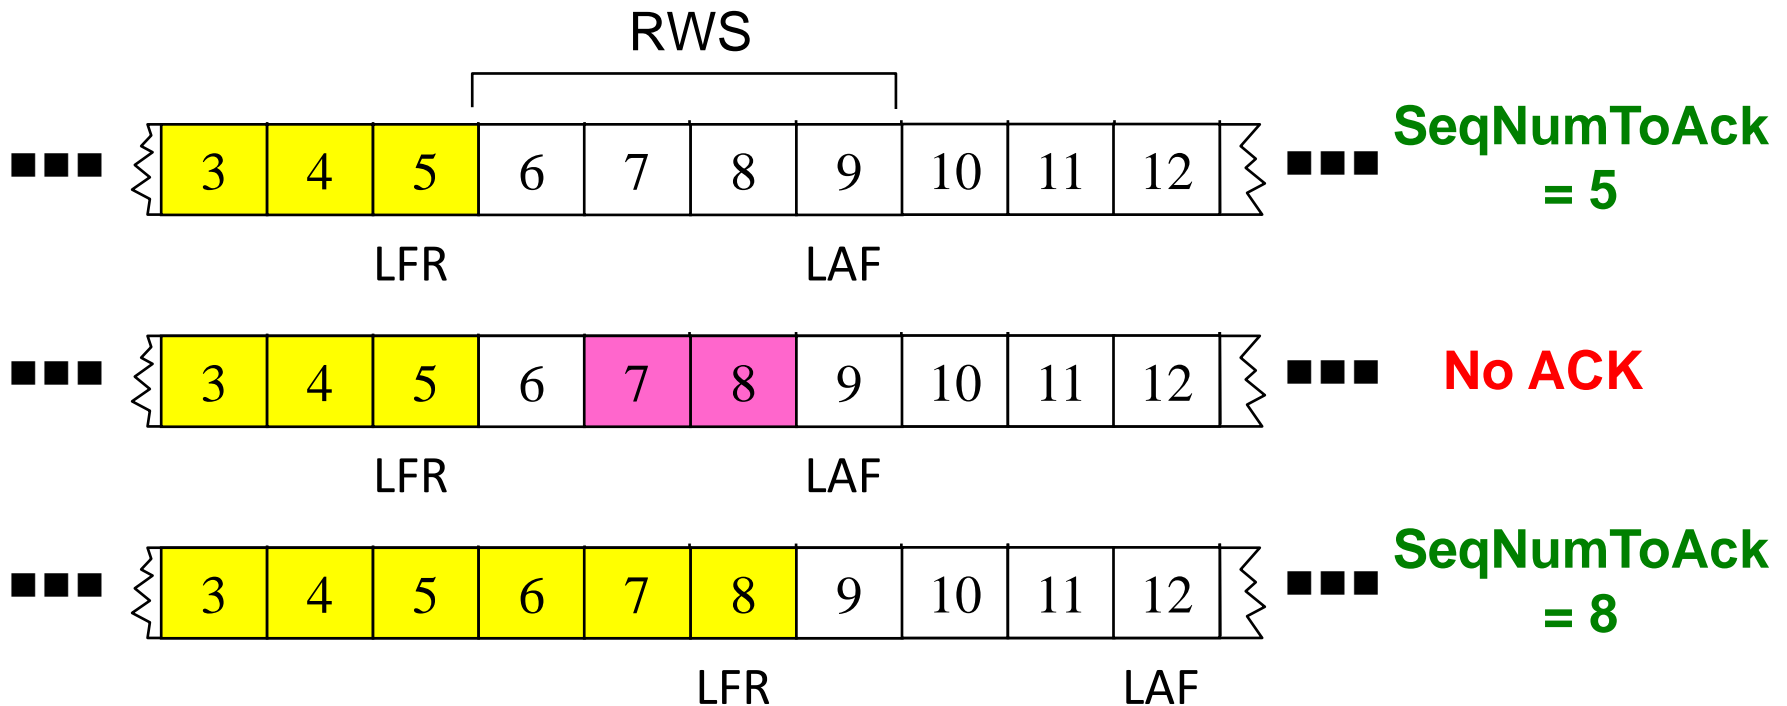 RWS
3 4 5 6 7 8 9 10 11 12
SeqNumToAck
= 5
LFR LAF
3 4 5 6 7 8 9 10 11 12
No ACK
LFR LAF
3 4 5 6 7 8 9 10 11 12
SeqNumToAck
= 8
LFR LAF